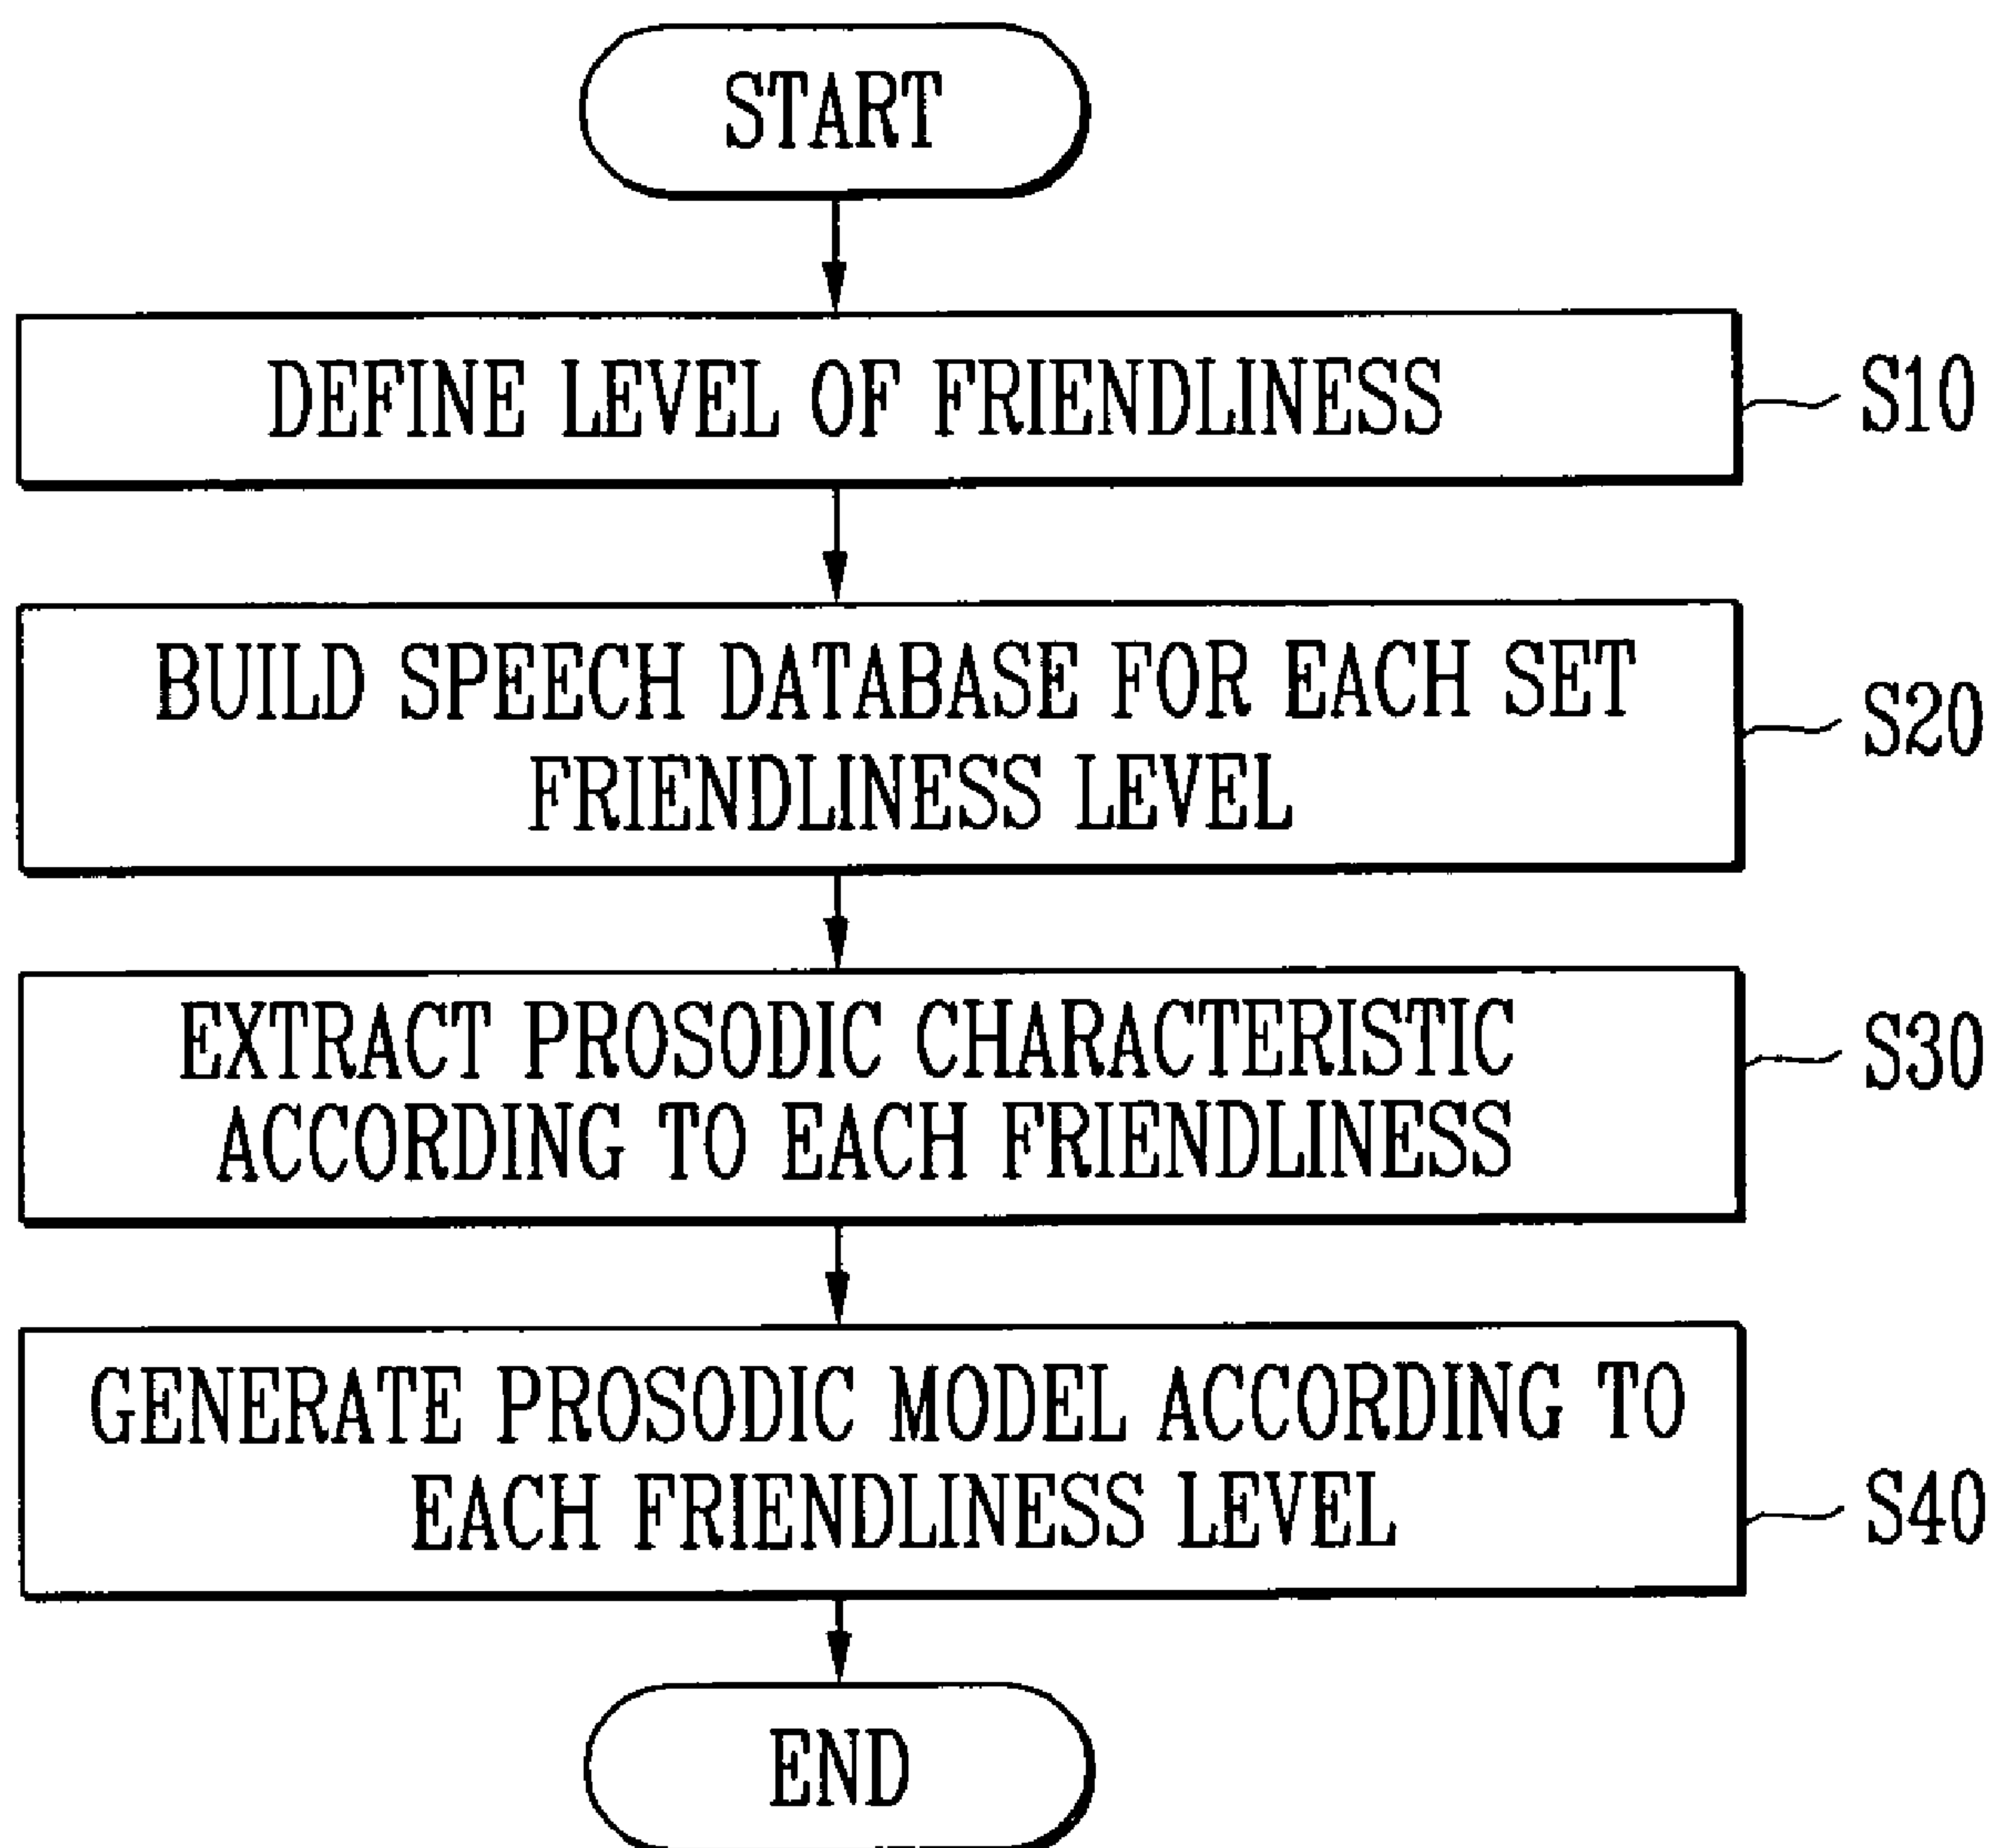 START
DEFINE LEVEL OF FRIENDLINESS
S10
BUILD SPEECH DATABASE FOR EACH SET
FRIENDLINESS LEVEL
S20
EXTRACT PROSODIC CHARACTERISTIC
ACCORDING TO EACH FRIENDLINESS
S30
GENERATE PROSODIC MODEL ACCORDING TO
EACH FRIENDLINESS LEVEL
S40
END